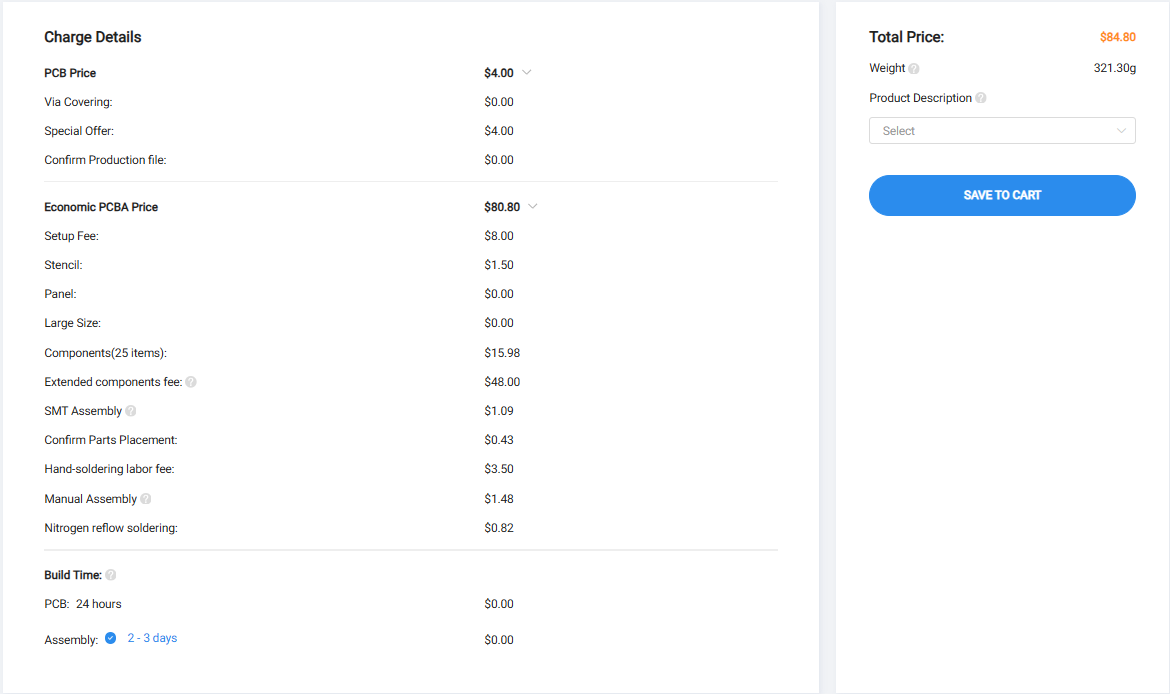 Charge Details
PCB Price $4.00
Via Covering: $0.00
Special Offer: $4.00
Confirm Production file: $0.00
Economic PCBA Price $80.80
Setup Fee: $8.00
Stencil: $1.50
Panel: $0.00
Large Size: $0.00
Components(25 items): $15.98
Extended components fee: ? $48.00
SMT Assembly ? $1.09
Confirm Parts Placement: $0.43
Hand-soldering labor fee: $3.50
Manual Assembly ? $1.48
Nitrogen reflow soldering: $0.82
Build Time: ?
PCB: 24 hours $0.00
Assembly: 2 - 3 days $0.00
Total Price: $84.80
Weight ? 321.30g
Product Description ?
Select
SAVE TO CART